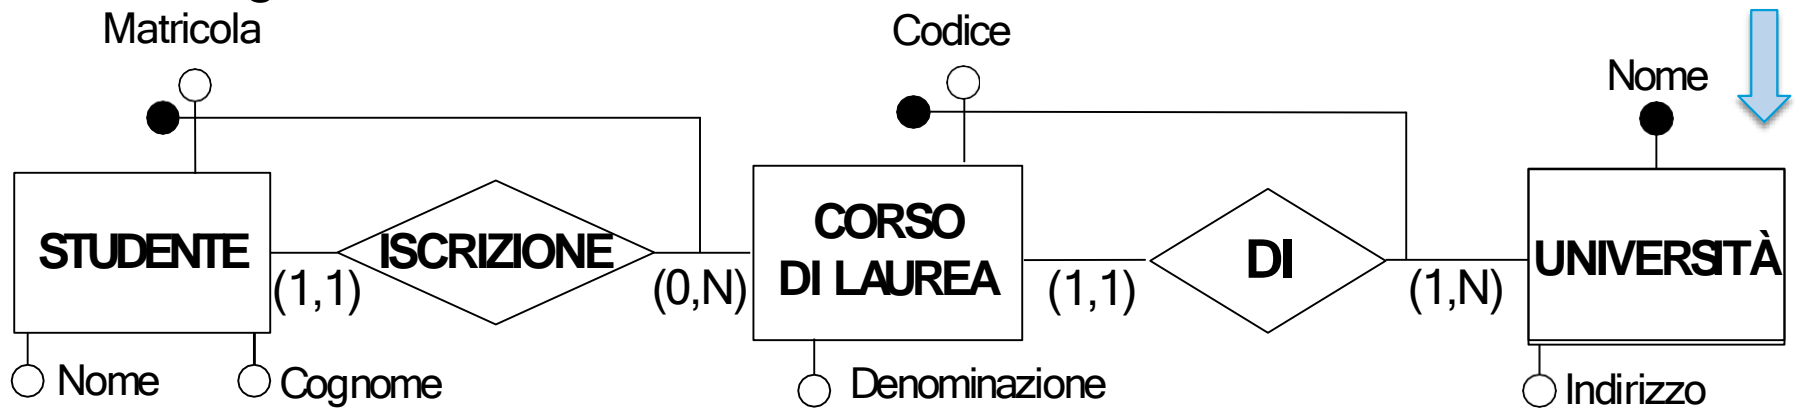 Matricola
Codice
Nome
STUDENTE
ISCRIZIONE
CORSO
DI LAUREA
DI
UNIVERSITÀ
(1,1)
(0,N)
(1,1)
(1,N)
Nome
Cognome
Denominazione
Indirizzo